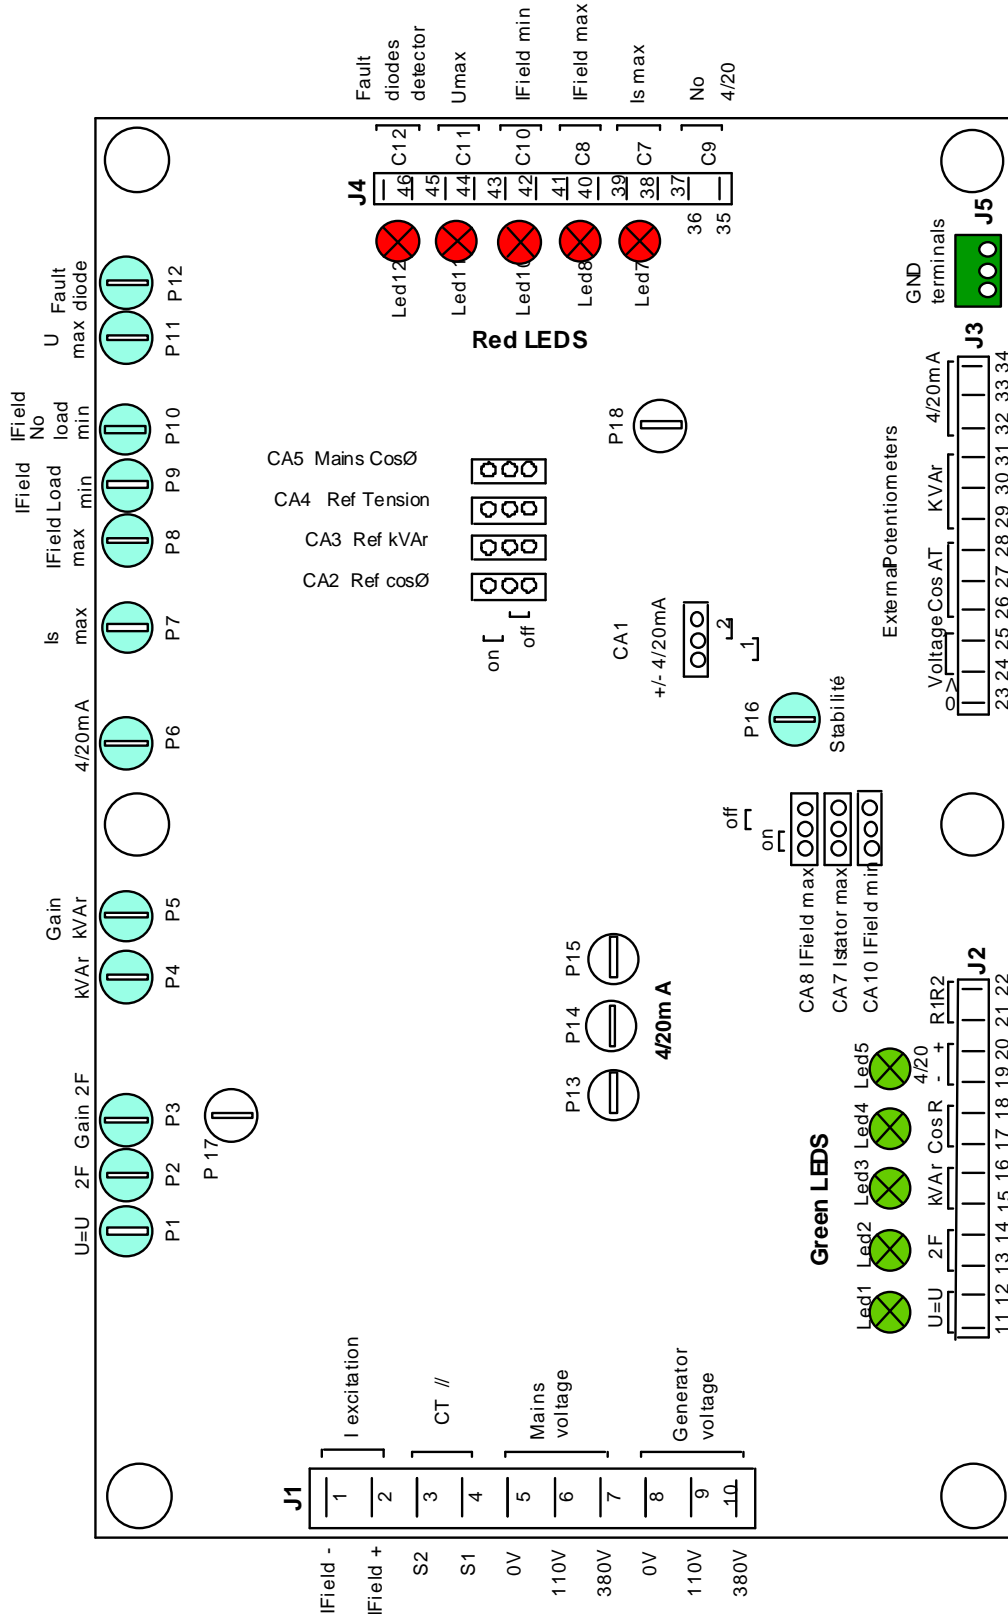 Fault
diodes
detector
Umax
IField min
IField max
Is max
No
4/20
C12
C11
C10
C8
C7
C9
J4
46
45
44
43
42
41
40
39
38
37
36
35
Led12
Led11
Led10
Led8
Led7
Red LEDS
Fault
diode
P12
U
max
P11
IField
No
load
min
P10
IField
Load
min
P9
IField
max
P8
Is
max
P7
4/20mA
P6
Gain
kVAr
P5
kVAr
P4
Gain 2F
P3
2F
P2
U=U
P1
P 17
P18
CA5 Mains CosØ
CA4 Ref Tension
CA3 Ref kVAr
CA2 Ref cosØ
on
off
CA1
+/- 4/20mA
2
1
P16
Stabilité
off
on
CA8 IField max
CA7 Istator max
CA10 IField min
P15
P14
P13
4/20m A
GND
terminals
J5
J3
External Potentiometers
4/20mA
KVAr
Cos AT
Voltage
0V
34
33
32
31
30
29
28
27
26
25
24
23
J2
R1R2
4/20
- +
Cos R
kVAr
2F
U=U
22
21
20
19
18
17
16
15
14
13
12
11
Led5
Led4
Led3
Led2
Led1
Green LEDS
I excitation
CT //
Mains
voltage
Generator
voltage
J1
1
2
3
4
5
6
7
8
9
10
IField -
IField +
S2
S1
0V
110V
380V
0V
110V
380V